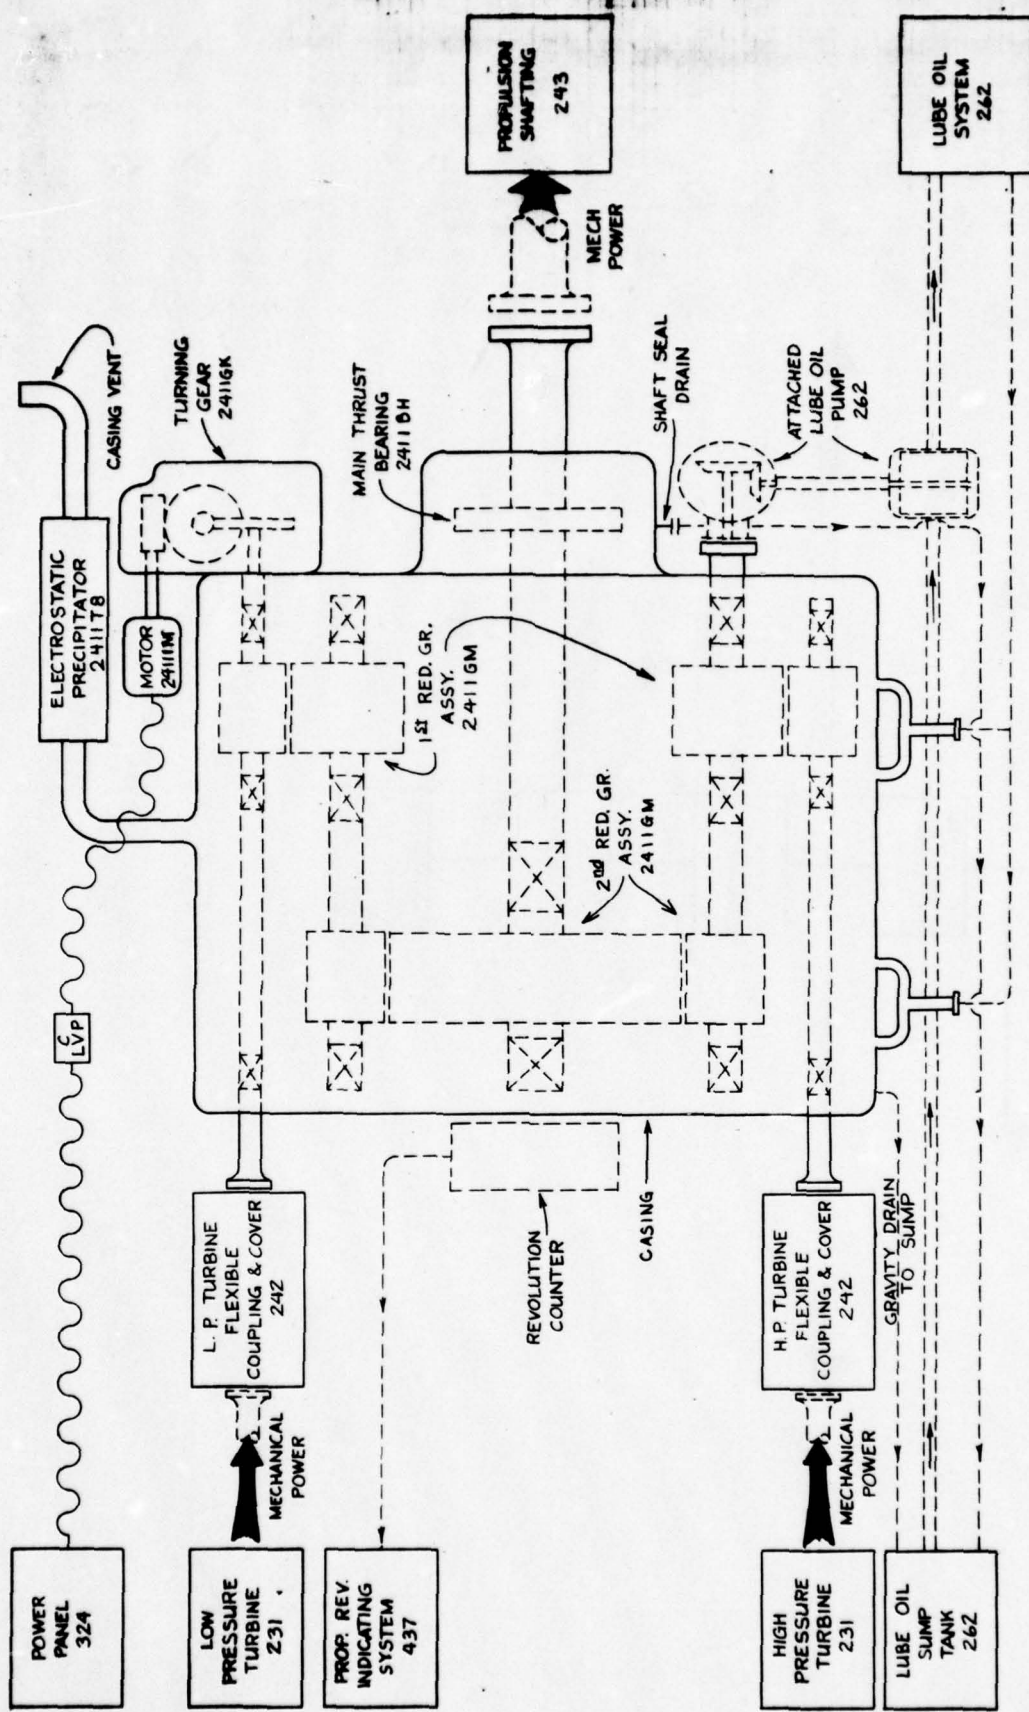 POWER
PANEL
324
LOW
PRESSURE
TURBINE
231
PROP. REV.
INDICATING
SYSTEM
437
HIGH
PRESSURE
TURBINE
231
LUBE OIL
SUMP
TANK
262
MECHANICAL
POWER
MECHANICAL
POWER
L. P. TURBINE
FLEXIBLE
COUPLING & COVER
242
REVOLUTION
COUNTER
H.P. TURBINE
FLEXIBLE
COUPLING & COVER
242
GRAVITY DRAIN
TO SUMP
CASING
C
LVP
ELECTROSTATIC
PRECIPITATOR
2411T8
MOTOR
2411M
CASING VENT
TURNING
GEAR
2411GK
1ST RED. GR.
ASSY.
2411GM
2nd RED. GR.
ASSY.
2411GM
MAIN THRUST
BEARING
2411BH
SHAFT SEAL
DRAIN
ATTACHED
LUBE OIL
PUMP
262
MECH
POWER
PROPULSION
SHAFTING
243
LUBE OIL
SYSTEM
262